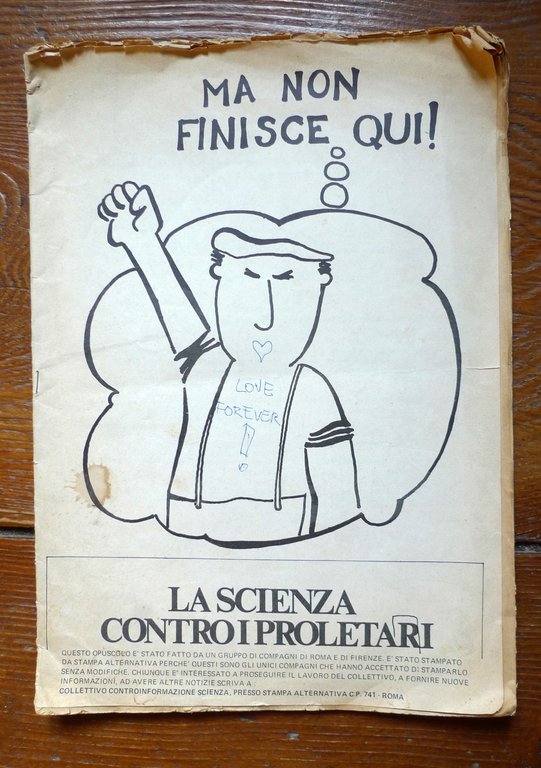 MA NON
FINISCE QUI!
LOVE
FOREVER
!
LA SCIENZA
CONTRO I PROLETARI
QUESTO OPUSCOLO E' STATO FATTO DA UN GRUPPO DI COMPAGNI DI ROMA E DI FIRENZE. E' STATO STAMPATO
DA STAMPA ALTERNATIVA PERCHE' QUESTI SONO GLI UNICI COMPAGNI CHE HANNO ACCETTATO DI STAMPARLO
SENZA MODIFICHE. CHIUNQUE E' INTERESSATO A PROSEGUIRE IL LAVORO DEL COLLETTIVO, A FORNIRE NUOVE
INFORMAZIONI, AD AVERE ALTRE NOTIZIE SCRIVA A:
COLLETTIVO CONTROINFORMAZIONE SCIENZA, PRESSO STAMPA ALTERNATIVA C.P. 741 - ROMA